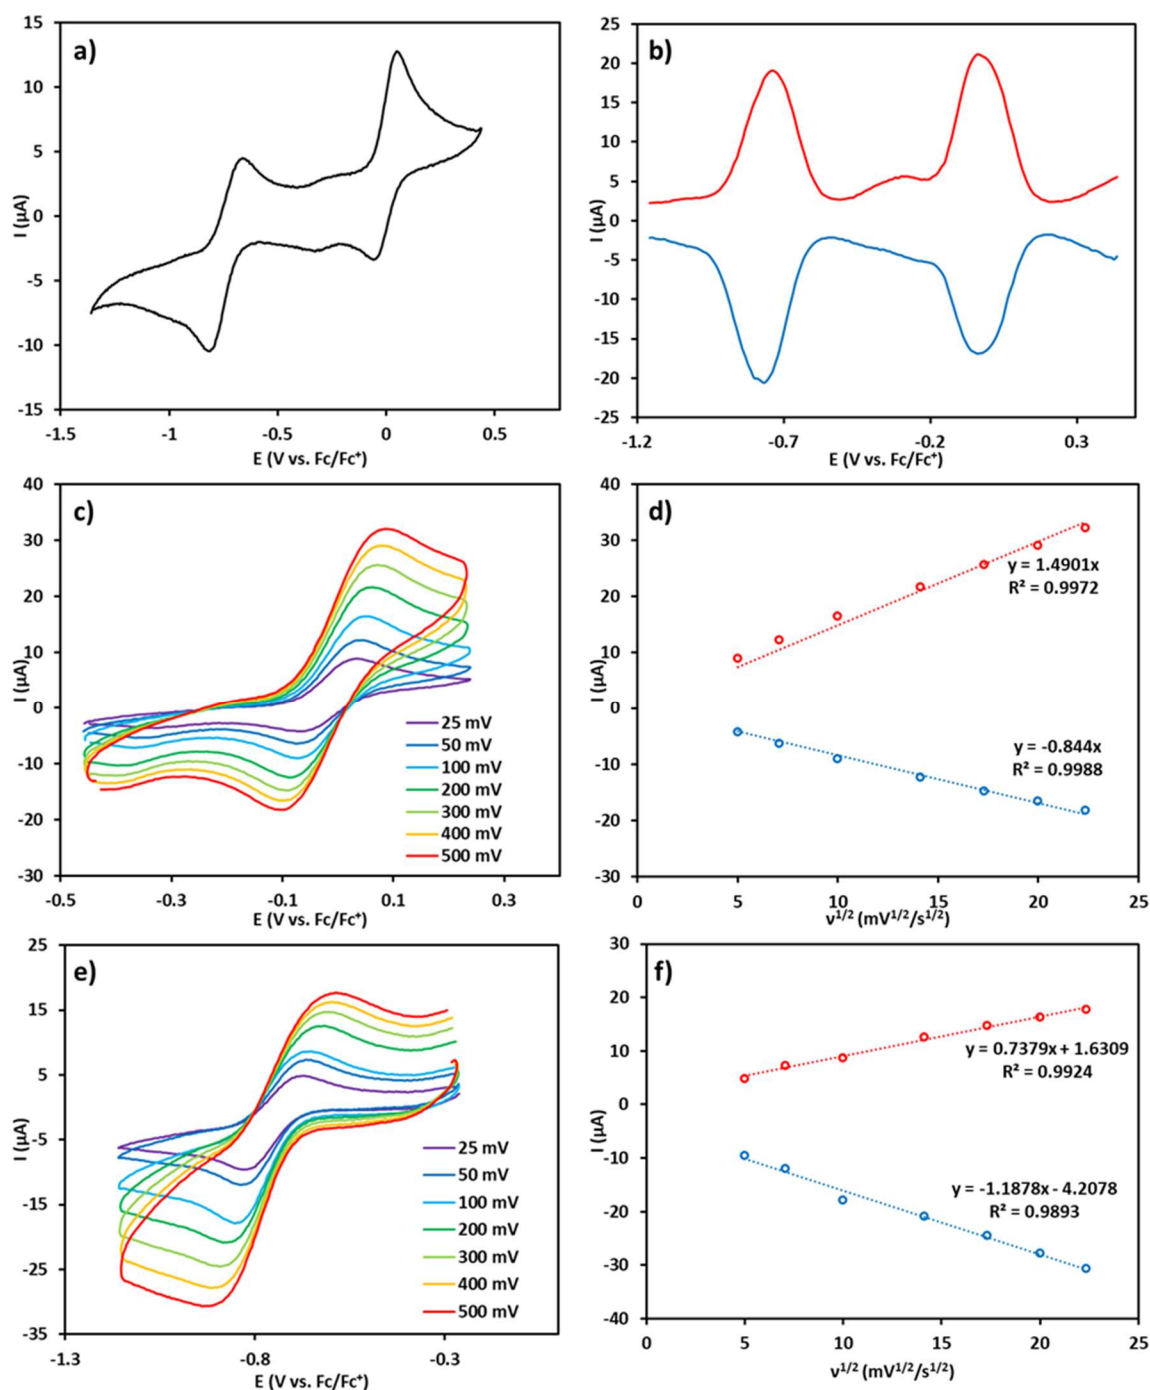 a)
15
10
5
0
-5
-10
-15
I (µA)
-1.5 -1 -0.5 0 0.5
E (V vs. Fc/Fc⁺)
b)
25
20
15
10
5
0
-5
-10
-15
-20
-25
I (µA)
-1.2 -0.7 -0.2 0.3
E (V vs. Fc/Fc⁺)
c)
40
30
20
10
0
-10
-20
-30
I (µA)
25 mV
50 mV
100 mV
200 mV
300 mV
400 mV
500 mV
-0.5 -0.3 -0.1 0.1 0.3
E (V vs. Fc/Fc⁺)
d)
40
30
20
10
0
-10
-20
-30
I (µA)
y = 1.4901x
R² = 0.9972
y = -0.844x
R² = 0.9988
0 5 10 15 20 25
ν¹/² (mV¹/²/s¹/²)
e)
25
15
5
-5
-15
-25
-35
I (µA)
25 mV
50 mV
100 mV
200 mV
300 mV
400 mV
500 mV
-1.3 -0.8 -0.3
E (V vs. Fc/Fc⁺)
f)
30
20
10
0
-10
-20
-30
-40
I (µA)
y = 0.7379x + 1.6309
R² = 0.9924
y = -1.1878x - 4.2078
R² = 0.9893
0 5 10 15 20 25
ν¹/² (mV¹/²/s¹/²)